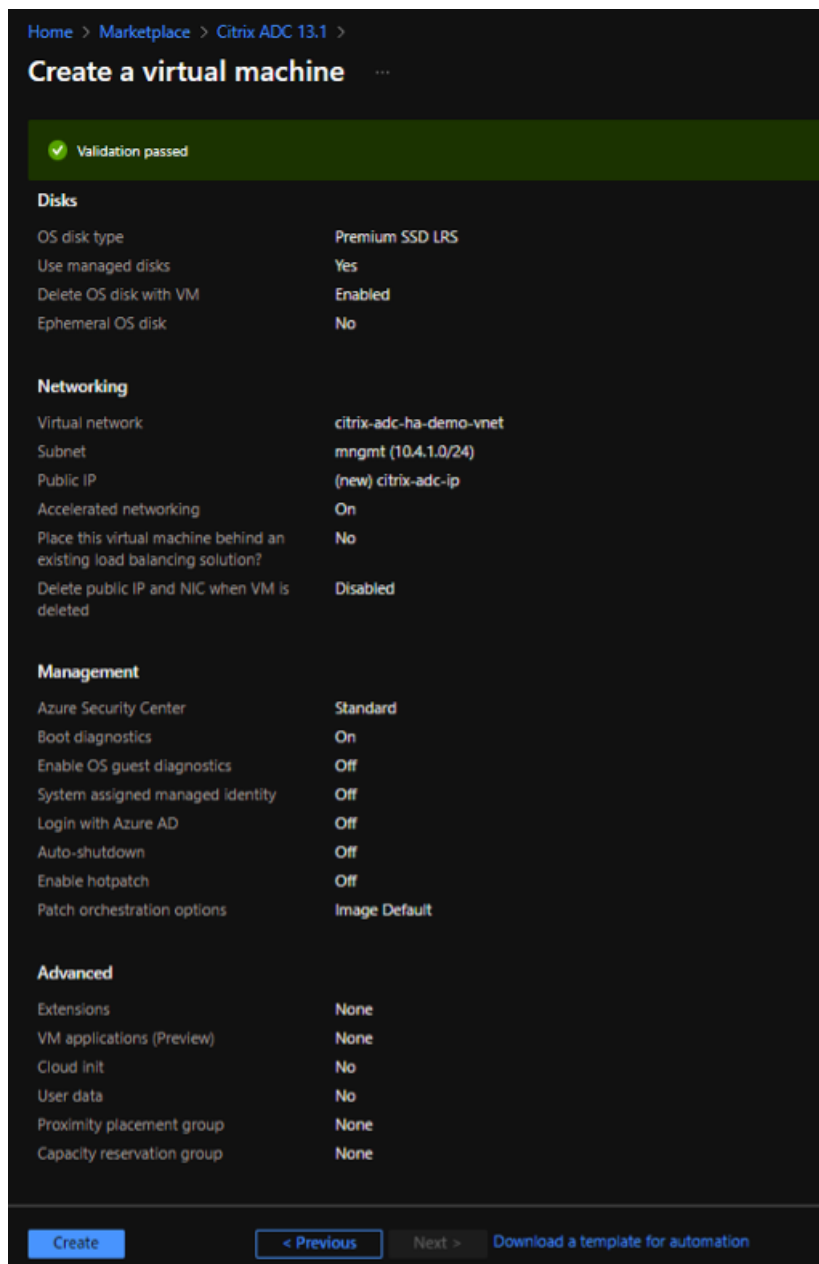 Home > Marketplace > Citrix ADC 13.1 >
Create a virtual machine ...
Validation passed
Disks
OS disk type Premium SSD LRS
Use managed disks Yes
Delete OS disk with VM Enabled
Ephemeral OS disk No
Networking
Virtual network citrix-adc-ha-demo-vnet
Subnet mngmt (10.4.1.0/24)
Public IP (new) citrix-adc-ip
Accelerated networking On
Place this virtual machine behind an No
existing load balancing solution?
Delete public IP and NIC when VM is Disabled
deleted
Management
Azure Security Center Standard
Boot diagnostics On
Enable OS guest diagnostics Off
System assigned managed identity Off
Login with Azure AD Off
Auto-shutdown Off
Enable hotpatch Off
Patch orchestration options Image Default
Advanced
Extensions None
VM applications (Preview) None
Cloud init No
User data No
Proximity placement group None
Capacity reservation group None
Create < Previous Next > Download a template for automation